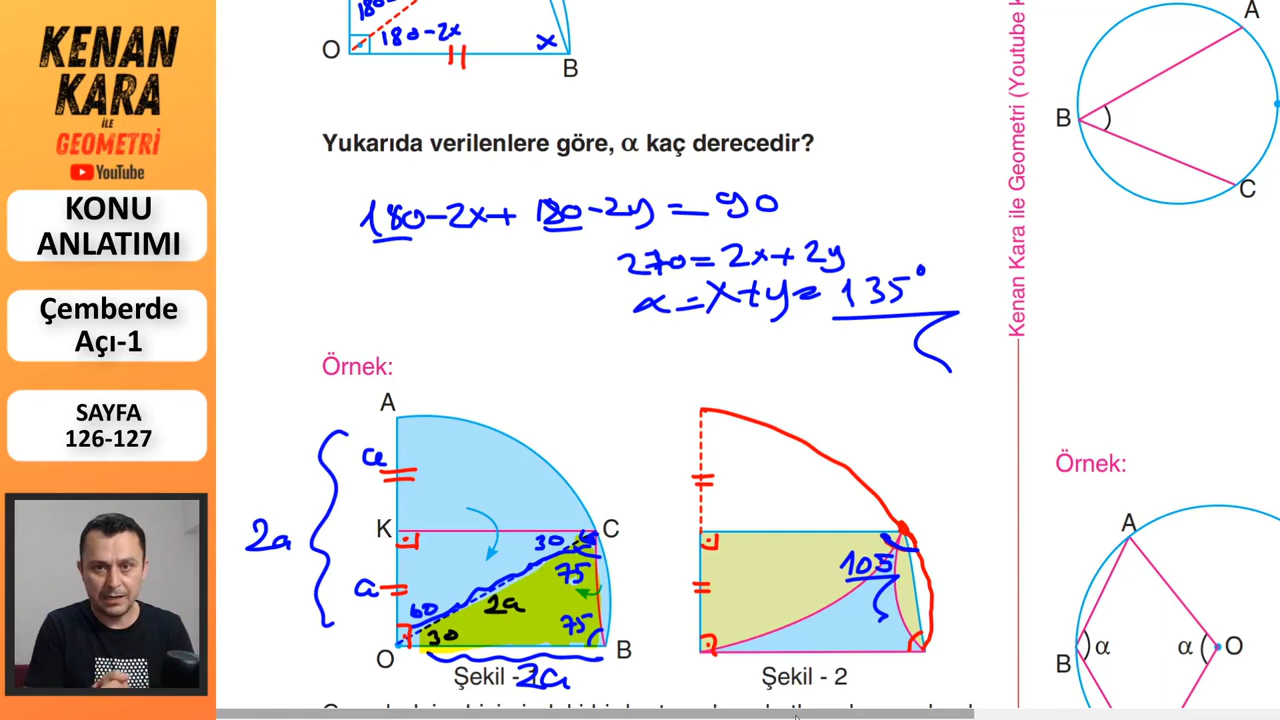 KENAN
KARA
İLE
GEOMETRİ
YouTube
KONU
ANLATIMI
Çemberde
Açı-1
SAYFA
126-127
180-2x
O
x
B
Yukarıda verilenlere göre, α kaç derecedir?
180-2x+180-2y=90
270=2x+2y
α=x+y=135°
Örnek:
A
a
K
30
C
2a
a
75
60
2a
30
75
O
B
Şekil -
2a
105
Şekil - 2
Kenan Kara ile Geometri (Youtube K
A
B
C
Örnek:
A
B
α
α
O